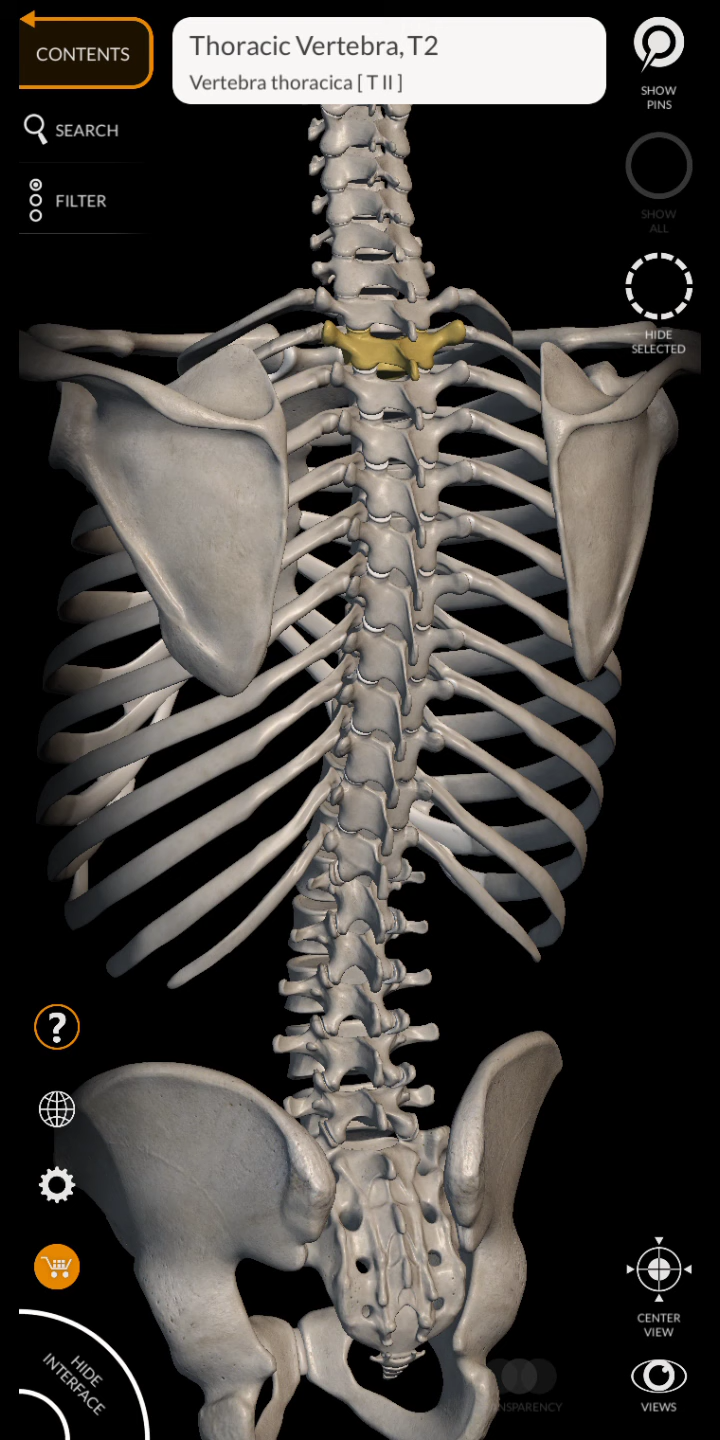 CONTENTS
Thoracic Vertebra, T2
Vertebra thoracica [ T II ]
SHOW
PINS
SEARCH
SHOW
ALL
FILTER
HIDE
SELECTED
?
HIDE
INTERFACE
CENTER
VIEW
VIEWS